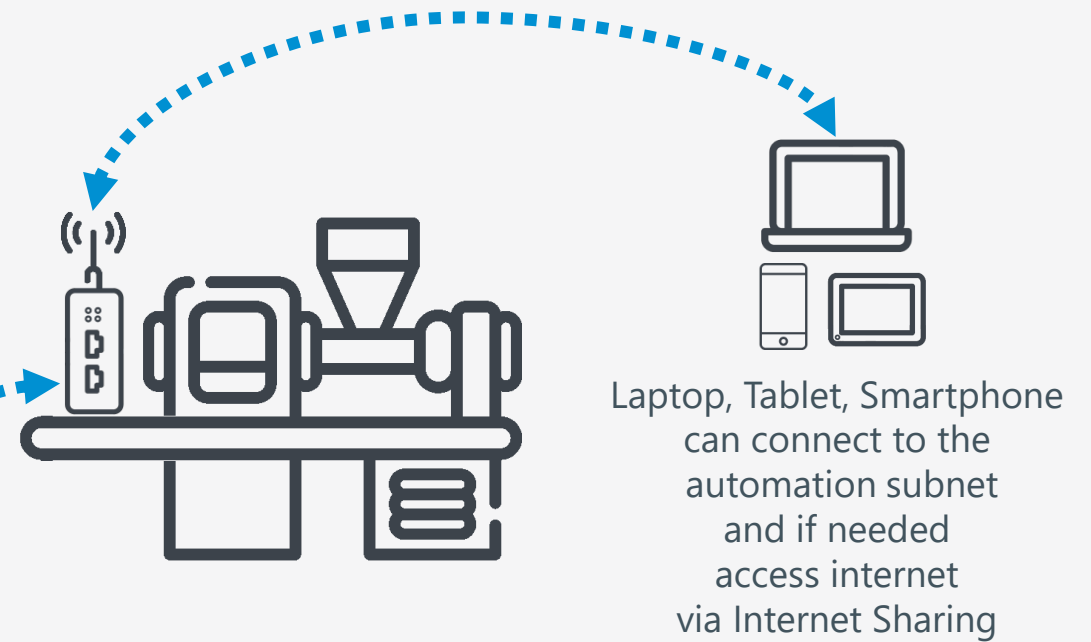 Laptop, Tablet, Smartphone
can connect to the
automation subnet
and if needed
access internet
via Internet Sharing